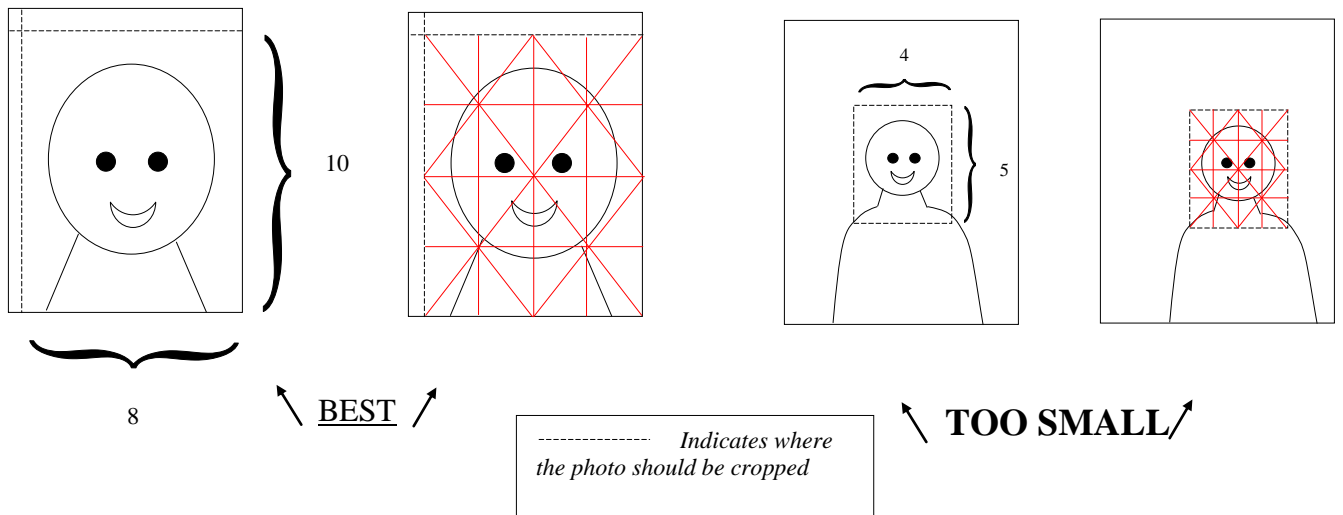 4
10
5
8
BEST
TOO SMALL
Indicates where
the photo should be cropped